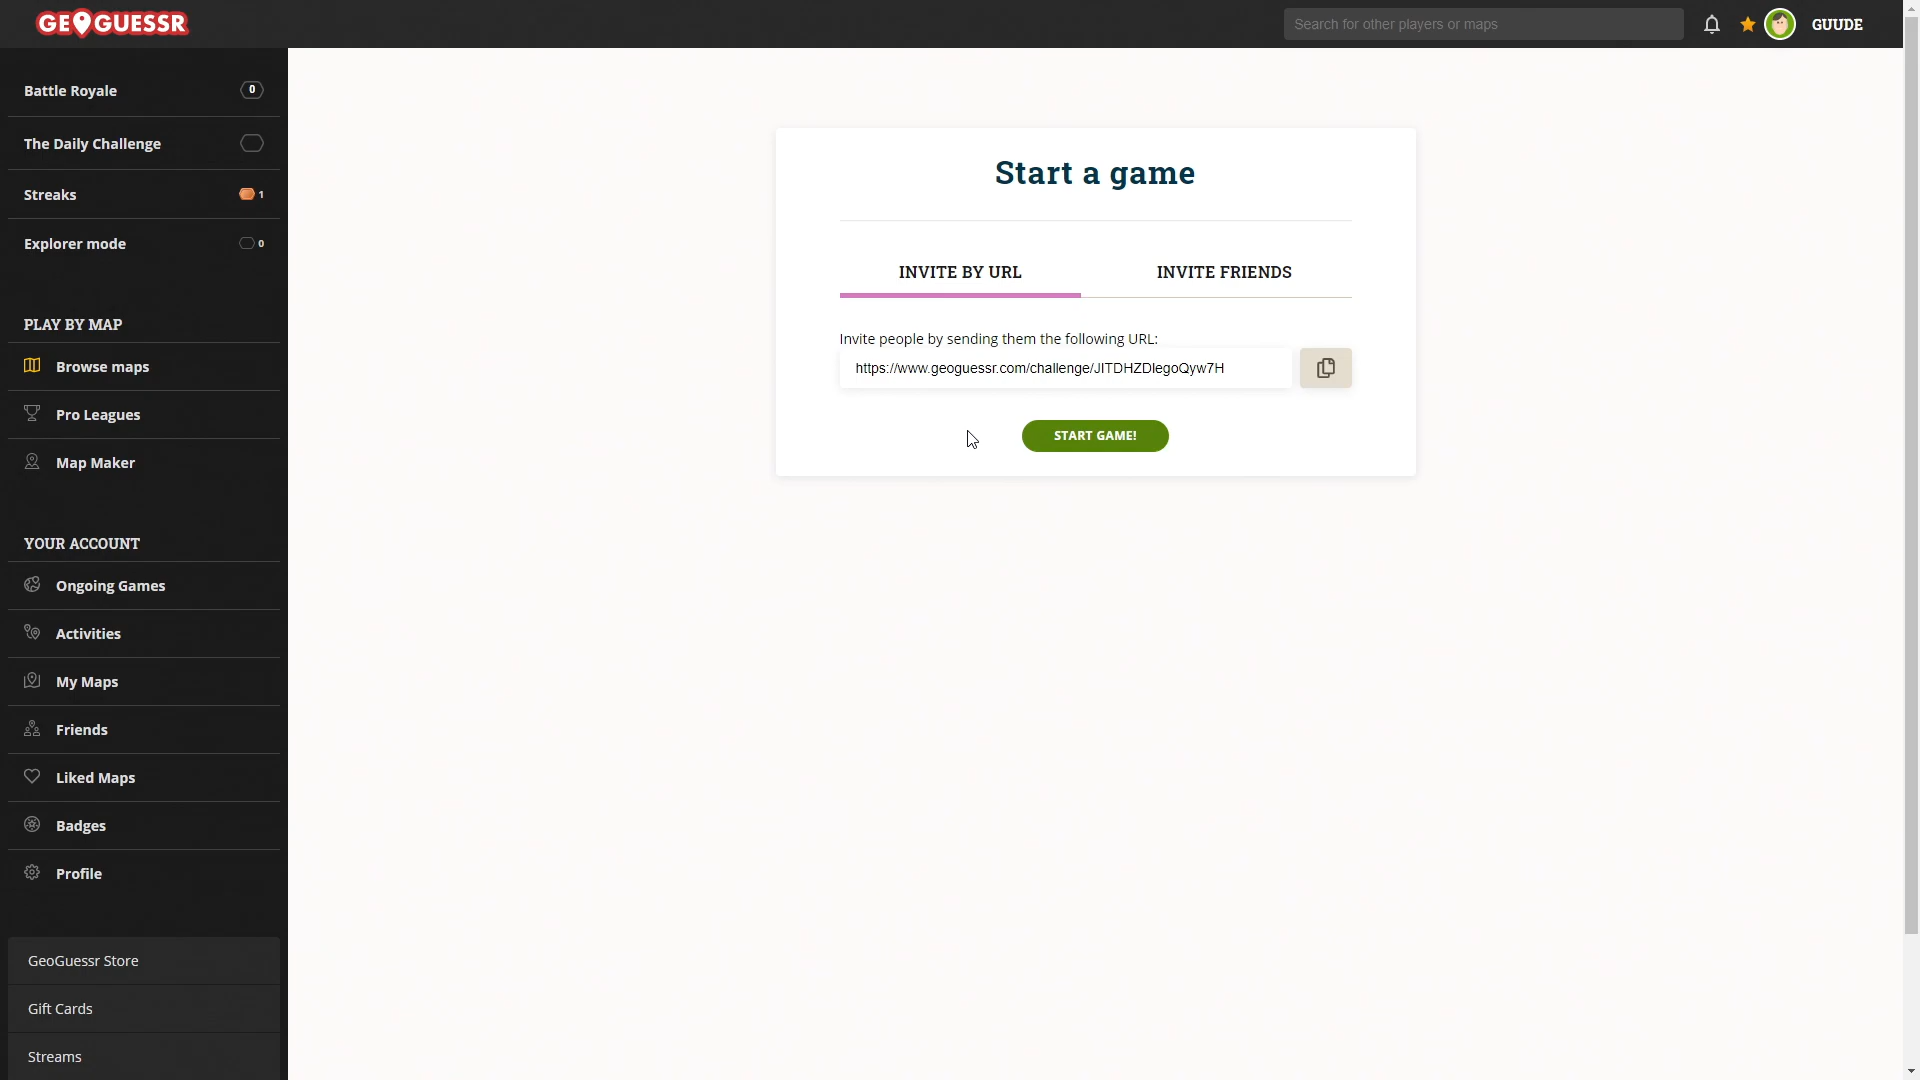 GEOGUESSR
Search for other players or maps
GUUDE
Battle Royale 0
The Daily Challenge
Streaks 1
Explorer mode 0
PLAY BY MAP
Browse maps
Pro Leagues
Map Maker
YOUR ACCOUNT
Ongoing Games
Activities
My Maps
Friends
Liked Maps
Badges
Profile
GeoGuessr Store
Gift Cards
Streams
Start a game
INVITE BY URL INVITE FRIENDS
Invite people by sending them the following URL:
https://www.geoguessr.com/challenge/JITDHZDlegoQyw7H
START GAME!